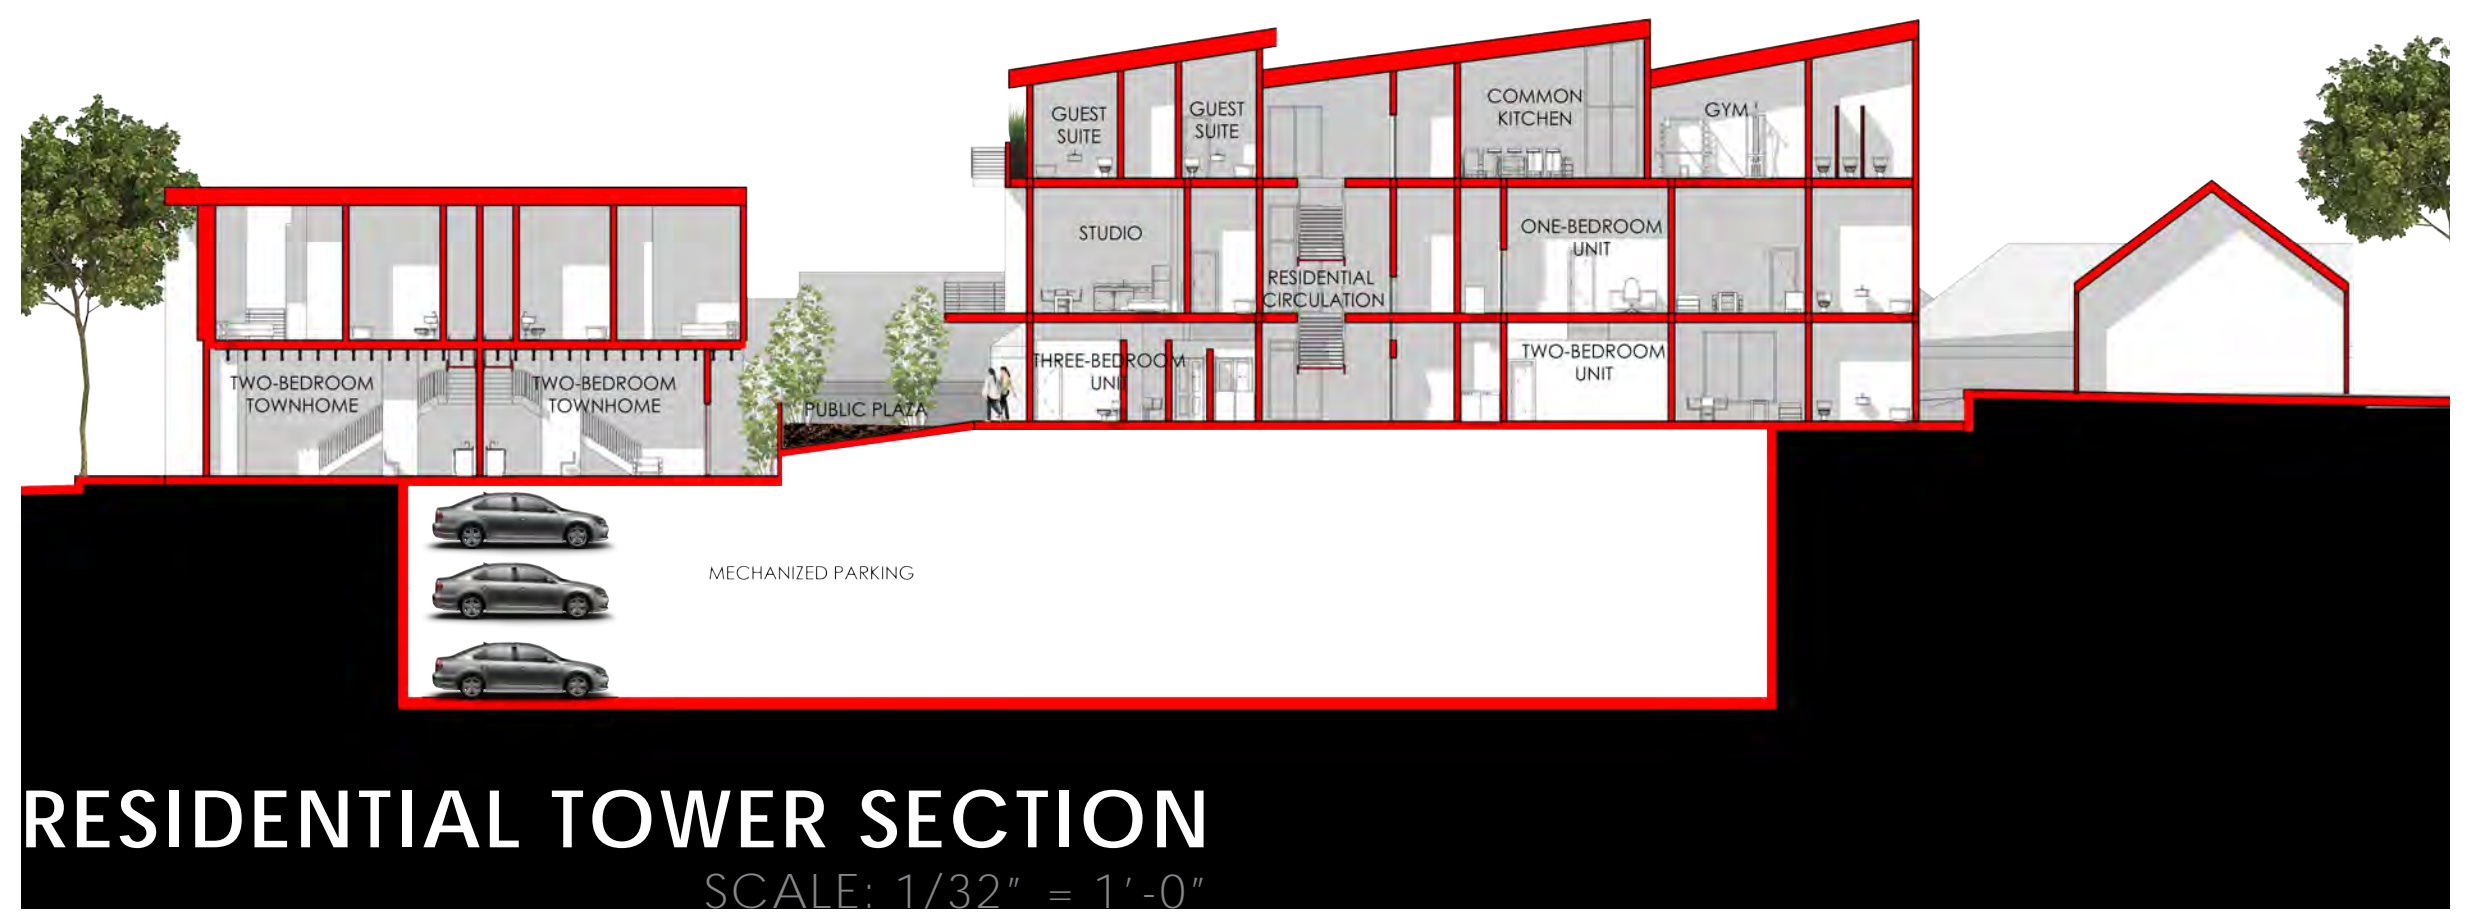 GUEST
SUITE
GUEST
SUITE
COMMON
KITCHEN
GYM
STUDIO
ONE-BEDROOM
UNIT
RESIDENTIAL
CIRCULATION
THREE-BEDROOM
UNIT
TWO-BEDROOM
UNIT
TWO-BEDROOM
TOWNHOME
TWO-BEDROOM
TOWNHOME
PUBLIC PLAZA
MECHANIZED PARKING
RESIDENTIAL TOWER SECTION
SCALE: 1/32" = 1'-0"